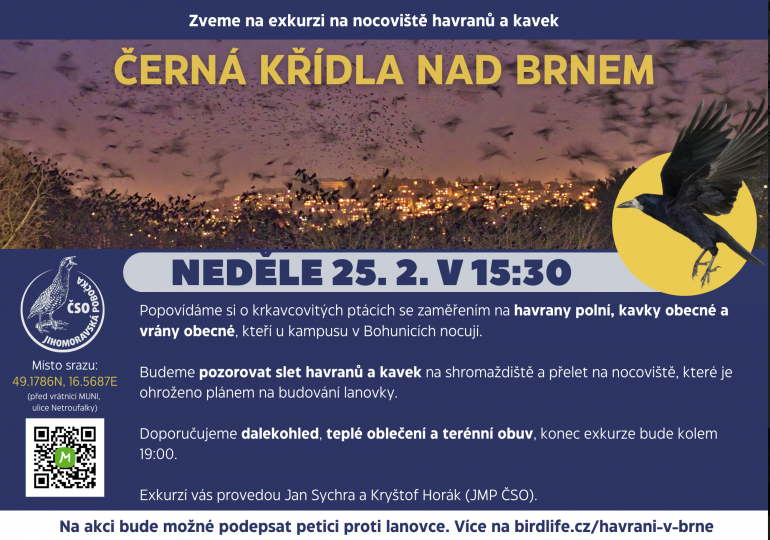 Zveme na exkurzi na nocoviště havranů a kavek
ČERNÁ KŘÍDLA NAD BRNEM
NEDĚLE 25. 2. V 15:30
ČSO
JIHOMORAVSKÁ POBOČKA
Místo srazu:
49.1786N, 16.5687E
(před vrátnicí MUNI,
ulice Netroufalky)
Popovídáme si o krkavcovitých ptácích se zaměřením na havrany polní, kavky obecné a
vrány obecné, kteří u kampusu v Bohunicích nocují.
Budeme pozorovat slet havranů a kavek na shromaždiště a přelet na nocoviště, které je
ohroženo plánem na budování lanovky.
Doporučujeme dalekohled, teplé oblečení a terénní obuv, konec exkurze bude kolem
19:00.
Exkurzí vás provedou Jan Sychra a Kryštof Horák (JMP ČSO).
Na akci bude možné podepsat petici proti lanovce. Více na birdlife.cz/havrani-v-brne